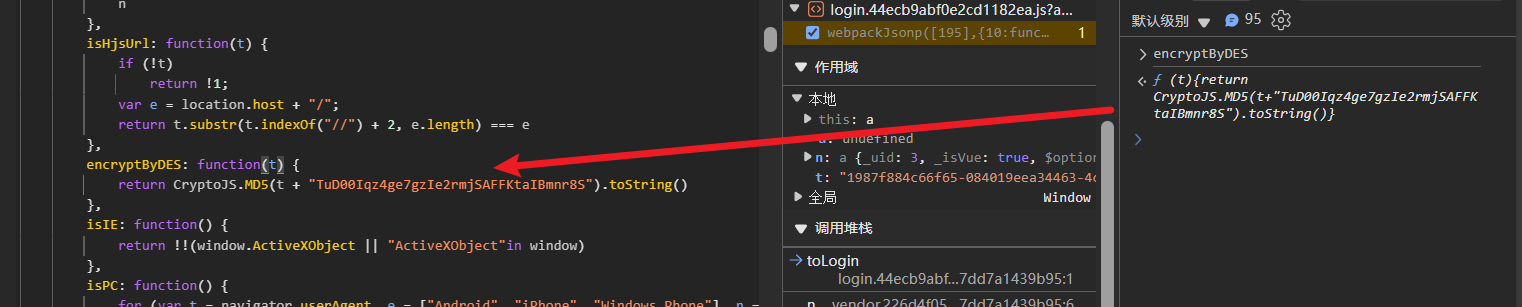 n
},
isHjsUrl: function(t) {
if (!t)
return !1;
var e = location.host + "/";
return t.substr(t.indexOf("//") + 2, e.length) === e
},
encryptByDES: function(t) {
return CryptoJS.MD5(t + "TuD00Iqz4ge7gzIe2rmjSAFFKtaIBmnr8S").toString()
},
isIE: function() {
return !!(window.ActiveXObject || "ActiveXObject"in window)
},
isPC: function() {
for (var t = navigator.userAgent, e = ["Android", "iPhone", "Windows Phone"], n =
login.44ecb9abf0e2cd1182ea.js?a...
webpackJsonp([195],{10:func... 1
作用域
本地
this: a
undefined
n: a {_uid: 3, _isVue: true, $option
t: "1987f884c66f65-084019eea34463-4c
全局 Window
调用堆栈
toLogin
login.44ecb9abf...7dd7a1439b95:1
n vendor.226d4f05...7dd7a1439b95:6
默认级别 95
encryptByDES
ƒ (t){return
CryptoJS.MD5(t+"TuD00Iqz4ge7gzIe2rmjSAFFK
taIBmnr8S").toString()}